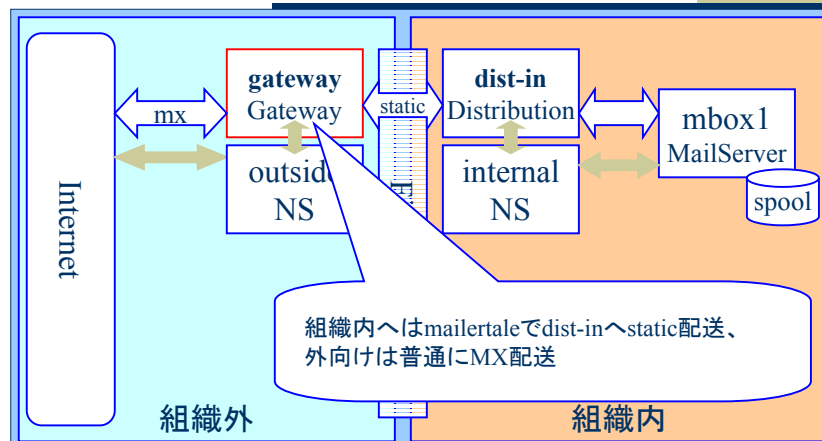 Internet
mx
gateway
Gateway
outside
NS
static
dist-in
Distribution
internal
NS
mbox1
MailServer
spool
組織内へはmailertaleでdist-inへstatic配送、
外向けは普通にMX配送
組織外
組織内